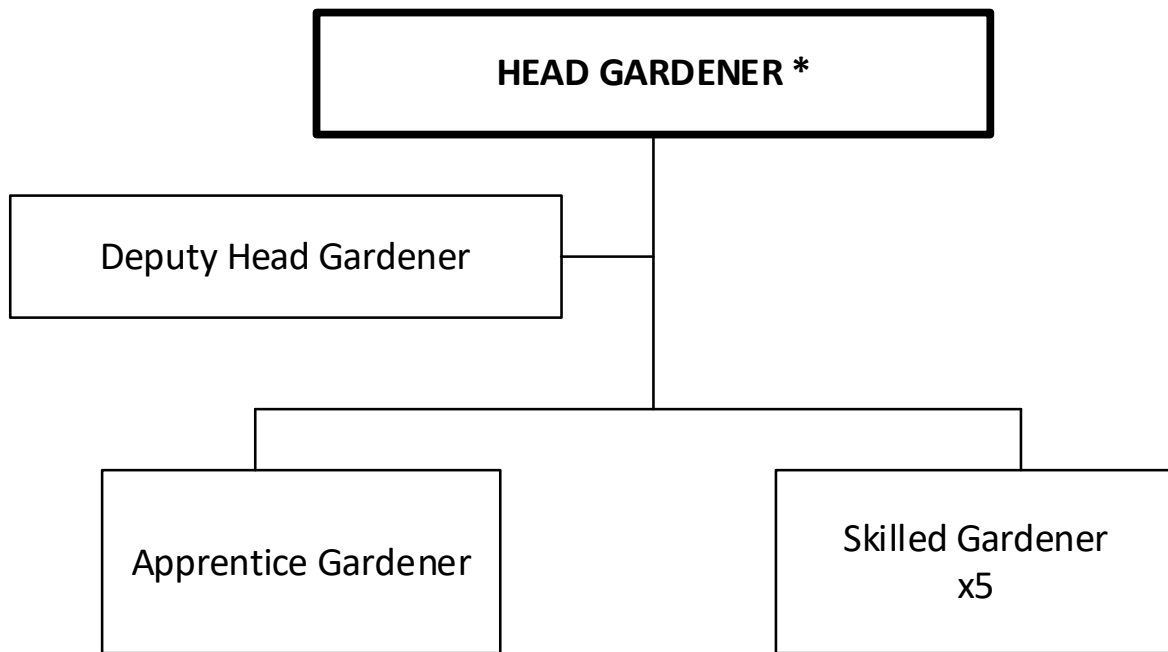 HEAD GARDENER *
Deputy Head Gardener
Apprentice Gardener
Skilled Gardener
x5